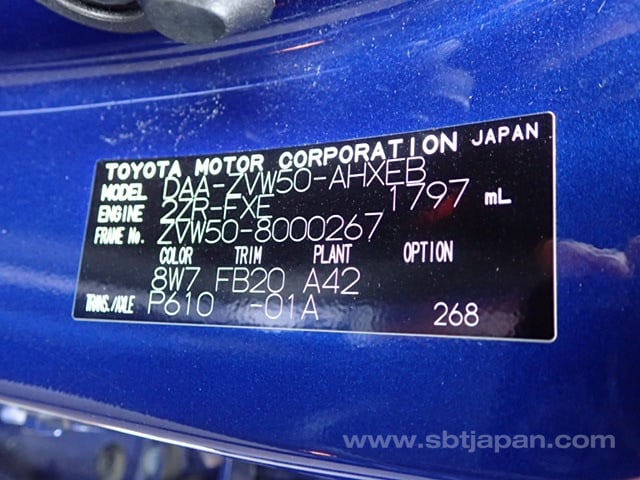 TOYOTA MOTOR CORPORATION JAPAN
MODEL DAA-ZVW50-AHXEB
ENGINE 2ZR-FXE 1797 mL
FRAME No. ZVW50-8000267
COLOR TRIM PLANT OPTION
8W7 FB20 A42
TRANS./AXLE P610 -01A 268
www.sbtjapan.com